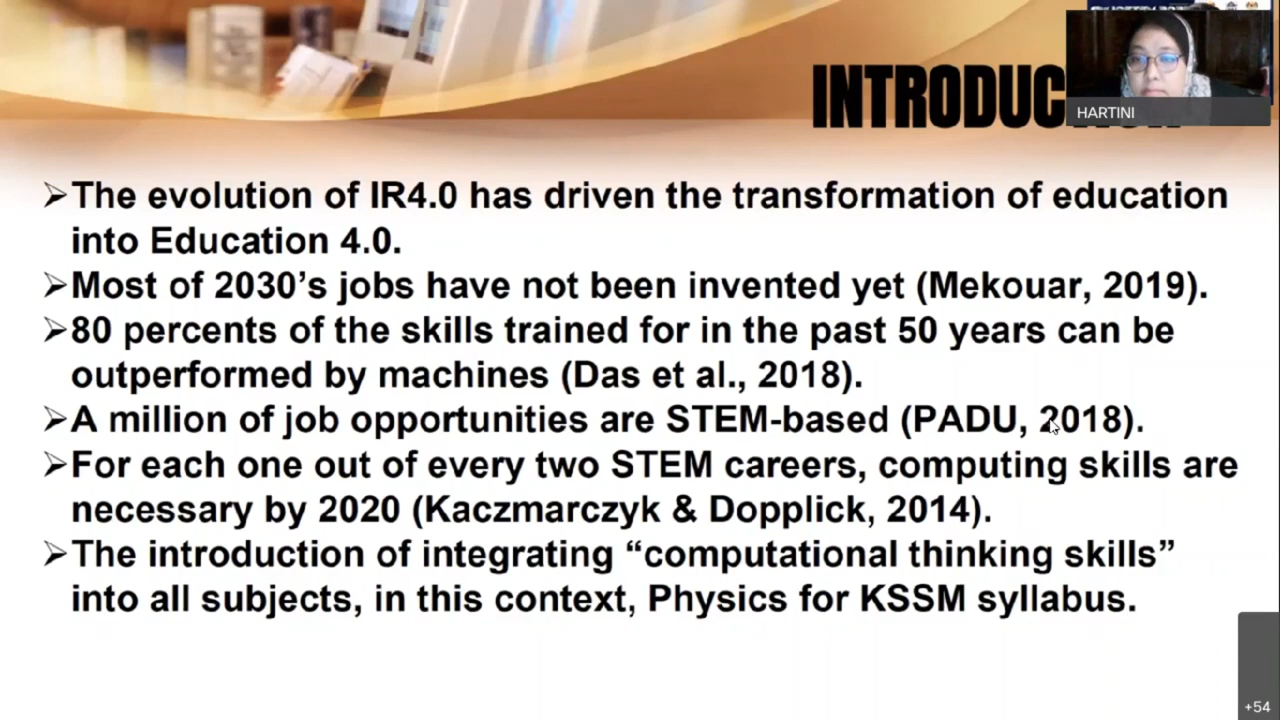 INTRODUC
HARTINI
➢The evolution of IR4.0 has driven the transformation of education
into Education 4.0.
➢Most of 2030’s jobs have not been invented yet (Mekouar, 2019).
➢80 percents of the skills trained for in the past 50 years can be
outperformed by machines (Das et al., 2018).
➢A million of job opportunities are STEM-based (PADU, 2018).
➢For each one out of every two STEM careers, computing skills are
necessary by 2020 (Kaczmarczyk & Dopplick, 2014).
➢The introduction of integrating “computational thinking skills”
into all subjects, in this context, Physics for KSSM syllabus.
+54